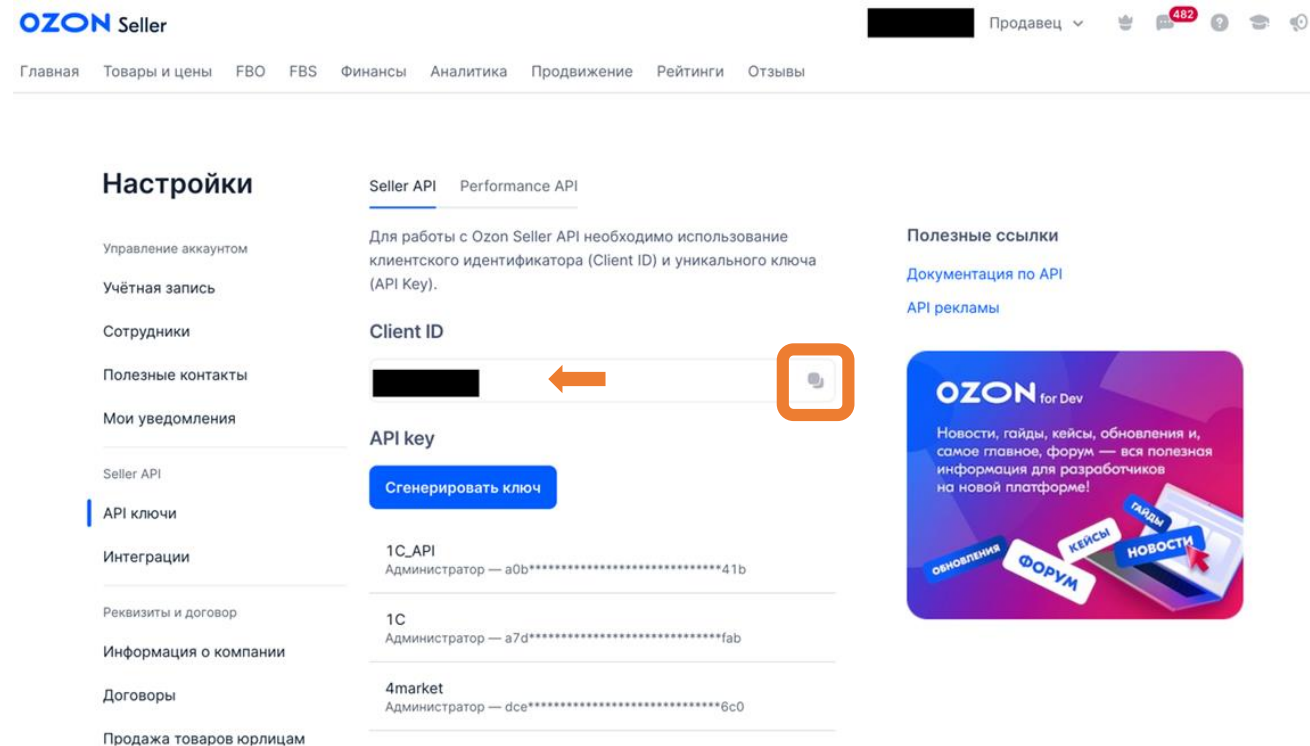 OZON Seller
Продавец
482
Главная Товары и цены FBO FBS Финансы Аналитика Продвижение Рейтинги Отзывы
Настройки
Управление аккаунтом
Учётная запись
Сотрудники
Полезные контакты
Мои уведомления
Seller API
API ключи
Интеграции
Реквизиты и договор
Информация о компании
Договоры
Продажа товаров юрлицам
Seller API Performance API
Для работы с Ozon Seller API необходимо использование
клиентского идентификатора (Client ID) и уникального ключа
(API Key).
Client ID
API key
Сгенерировать ключ
1C_API
Администратор — a0b******************************41b
1C
Администратор — a7d******************************fab
4market
Администратор — dce******************************6c0
Полезные ссылки
Документация по API
API рекламы
OZON for Dev
Новости, гайды, кейсы, обновления и,
самое главное, форум — вся полезная
информация для разработчиков
на новой платформе!
ГАЙДЫ
КЕЙСЫ
НОВОСТИ
ОБНОВЛЕНИЯ
ФОРУМ